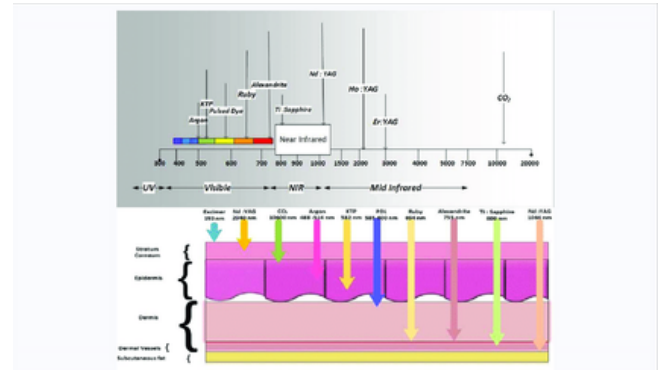 Nd : YAG
Alexandrite
Ruby
Ho : YAG
KTP
Pulsed Dye
Ti Sapphire
CO2
Argon
Er: YAG
Near Infrared
300 400 500 600 700 800 900 1000 1500 2000 3000 5000 7000 10000 20000
UV Visible NIR Mid Infrared
Excimer Nd :YAG CO2 Argon KTP PDL Ruby Alexandrite Ti : Sapphire Nd :YAG
10600 nm
Stratum
Corneum
Epidermis
Dermis
Dermal Vessels
Subcutaneous fat